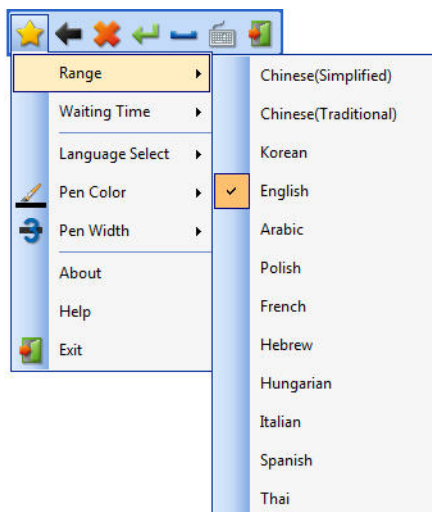 Range
Waiting Time
Language Select
Pen Color
3 Pen Width
About
Help
Exit
Chinese(Simplified)
Chinese(Traditional)
Korean
English
Arabic
Polish
French
Hebrew
Hungarian
Italian
Spanish
Thai